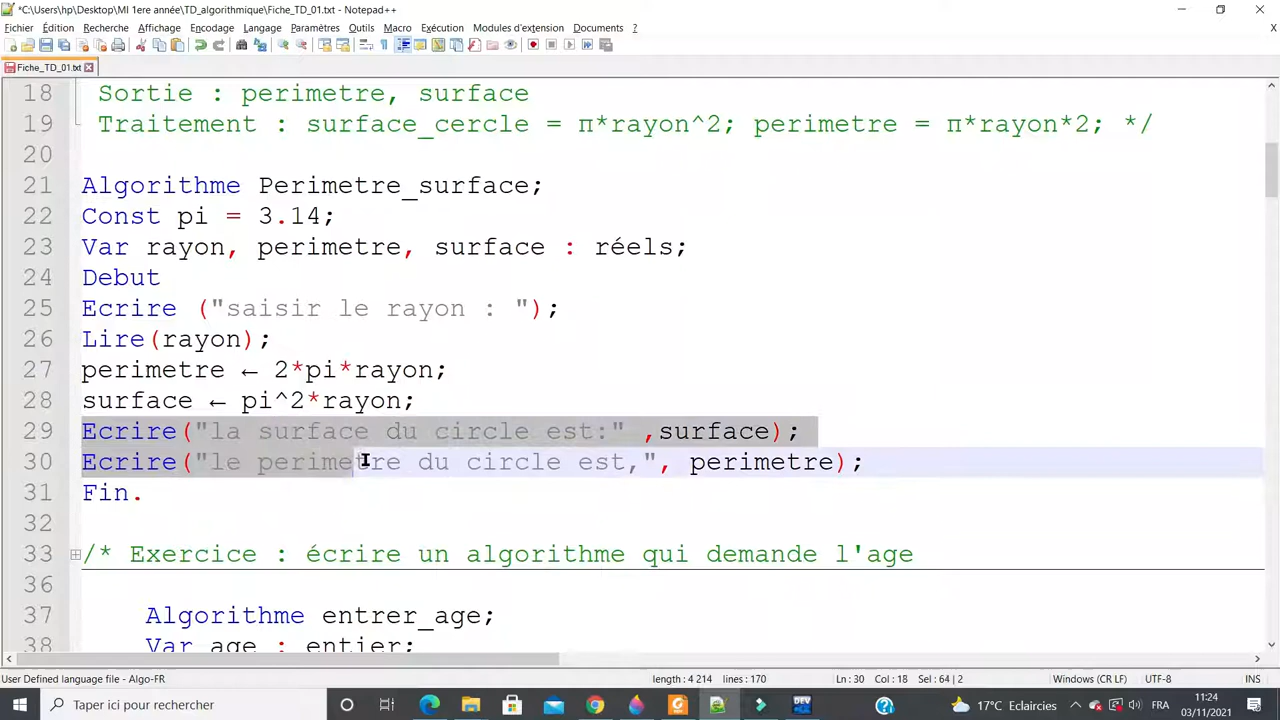 *C:\Users\hp\Desktop\MI 1ere année\TD_algorithmique\Fiche_TD_01.txt - Notepad++
Fichier Édition Recherche Affichage Encodage Langage Paramètres Outils Macro Exécution Modules d'extension Documents ? X
Fiche_TD_01.txt
18 Sortie : perimetre, surface
19 Traitement : surface_cercle = π*rayon^2; perimetre = π*rayon*2; */
20
21 Algorithme Perimetre_surface;
22 Const pi = 3.14;
23 Var rayon, perimetre, surface : réels;
24 Debut
25 Ecrire ("saisir le rayon : ");
26 Lire(rayon);
27 perimetre ← 2*pi*rayon;
28 surface ← pi^2*rayon;
29 Ecrire("la surface du circle est:" ,surface);
30 Ecrire("le perimetre du circle est,", perimetre);
31 Fin.
32
33 /* Exercice : écrire un algorithme qui demande l'age
36
37 Algorithme entrer_age;
38 Var age : entier;
User Defined language file - Algo-FR length : 4 214 lines : 170 Ln : 30 Col : 18 Sel : 64 | 2 Windows (CR LF) UTF-8 INS
Taper ici pour rechercher DEV 17°C Eclaircies FRA 11:24
03/11/2021